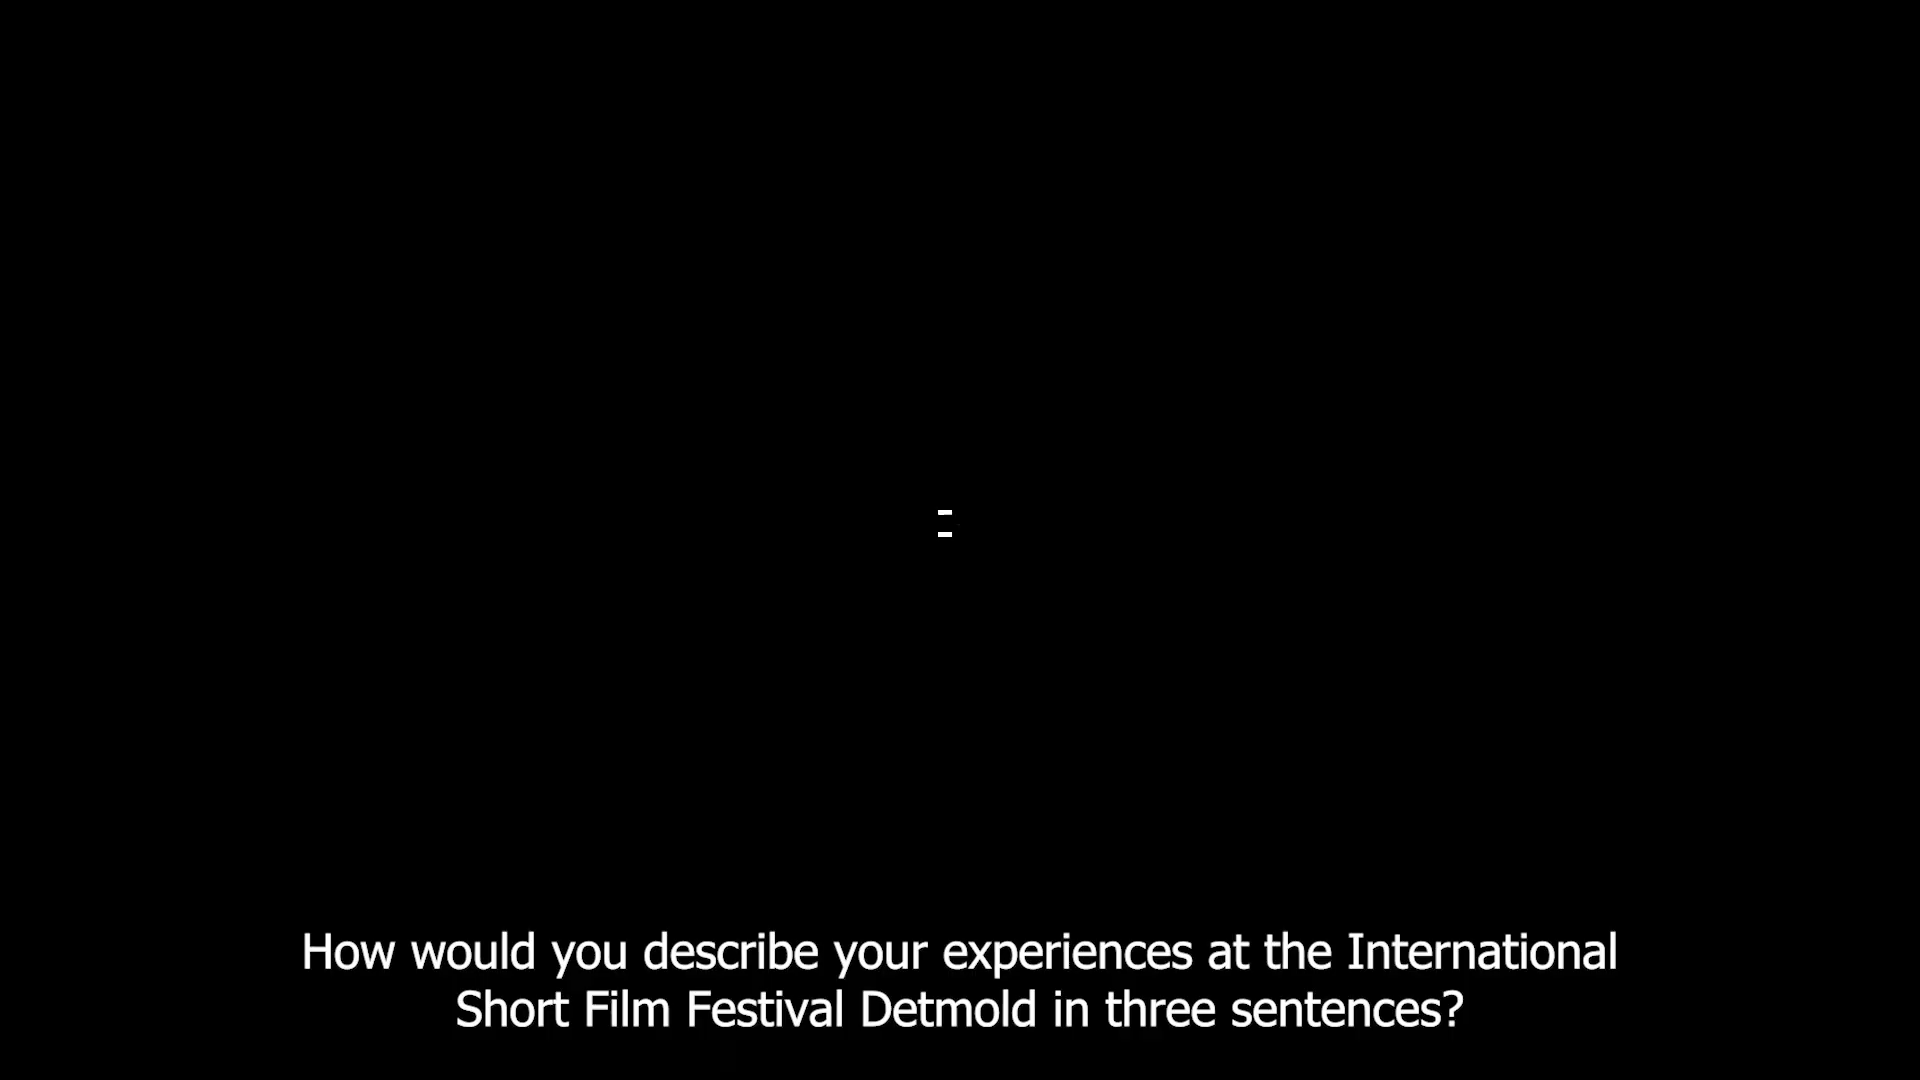 How would you describe your experiences at the International
Short Film Festival Detmold in three sentences?